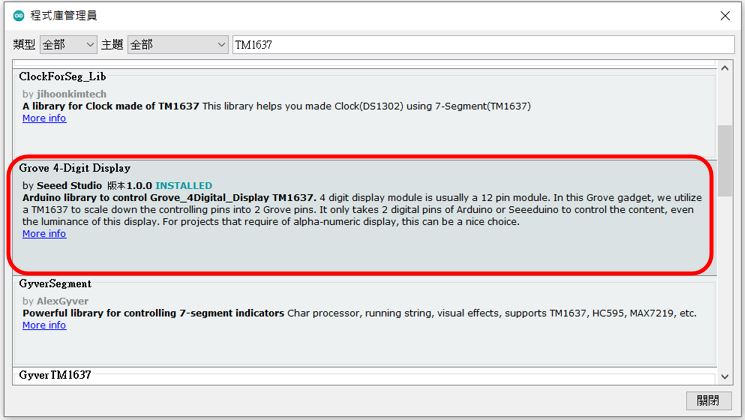 程式庫管理員
類型 全部 主題 全部 TM1637
ClockForSeg_Lib
by jihoonkimtech
A library for Clock made of TM1637 This library helps you made Clock(DS1302) using 7-Segment(TM1637)
More info
Grove 4-Digit Display
by Seeed Studio 版本1.0.0 INSTALLED
Arduino library to control Grove_4Digital_Display TM1637. 4 digit display module is usually a 12 pin module. In this Grove gadget, we utilize
a TM1637 to scale down the controlling pins into 2 Grove pins. It only takes 2 digital pins of Arduino or Seeeduino to control the content, even
the luminance of this display. For projects that require of alpha-numeric display, this can be a nice choice.
More info
GyverSegment
by AlexGyver
Powerful library for controlling 7-segment indicators Char processor, running string, visual effects, supports TM1637, HC595, MAX7219, etc.
More info
GyverTM1637
關閉